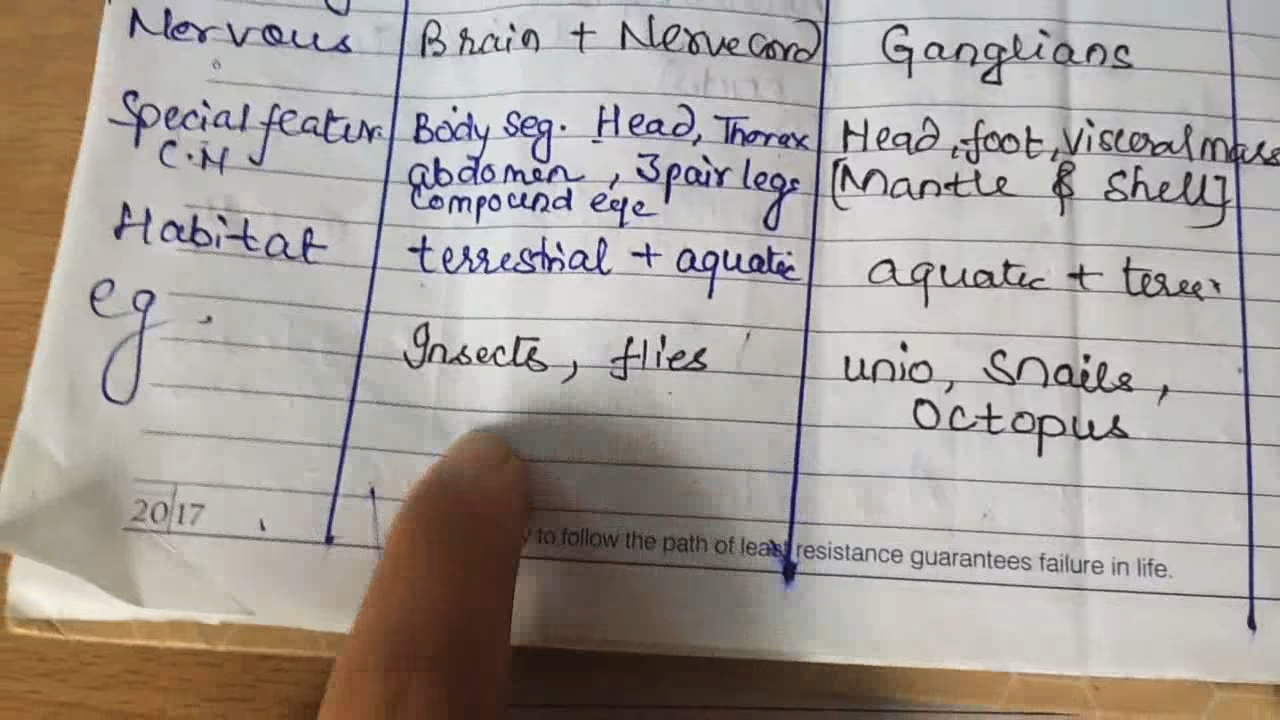 Nervous Brain + Nervecord Ganglians
Special featur. Body seg. Head, Thorax Head, foot, visceral mass
C.M abdomen, 3 pair legs [Mantle & Shell]
Compound eye
Habitat terrestrial + aquatic aquatic + terr.
eg. Insects, flies unio, Snails,
Octopus
2017 to follow the path of least resistance guarantees failure in life.